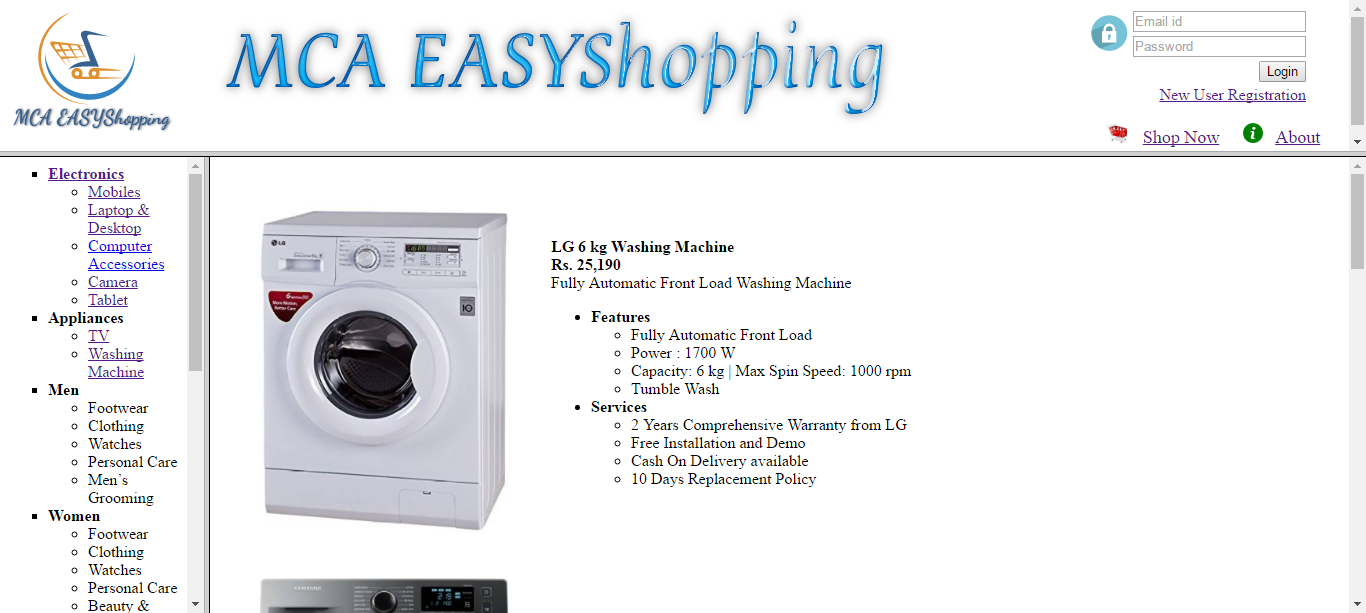 MCA EASYShopping
MCA EASYShopping
Email id
Password
Login
New User Registration
Shop Now
About
Electronics
Mobiles
Laptop &
Desktop
Computer
Accessories
Camera
Tablet
Appliances
TV
Washing
Machine
Men
Footwear
Clothing
Watches
Personal Care
Men's
Grooming
Women
Footwear
Clothing
Watches
Personal Care
Beauty &
LG
LG 6 kg Washing Machine
Rs. 25,190
Fully Automatic Front Load Washing Machine
Features
Fully Automatic Front Load
Power : 1700 W
Capacity: 6 kg | Max Spin Speed: 1000 rpm
Tumble Wash
Services
2 Years Comprehensive Warranty from LG
Free Installation and Demo
Cash On Delivery available
10 Days Replacement Policy
SAMSUNG